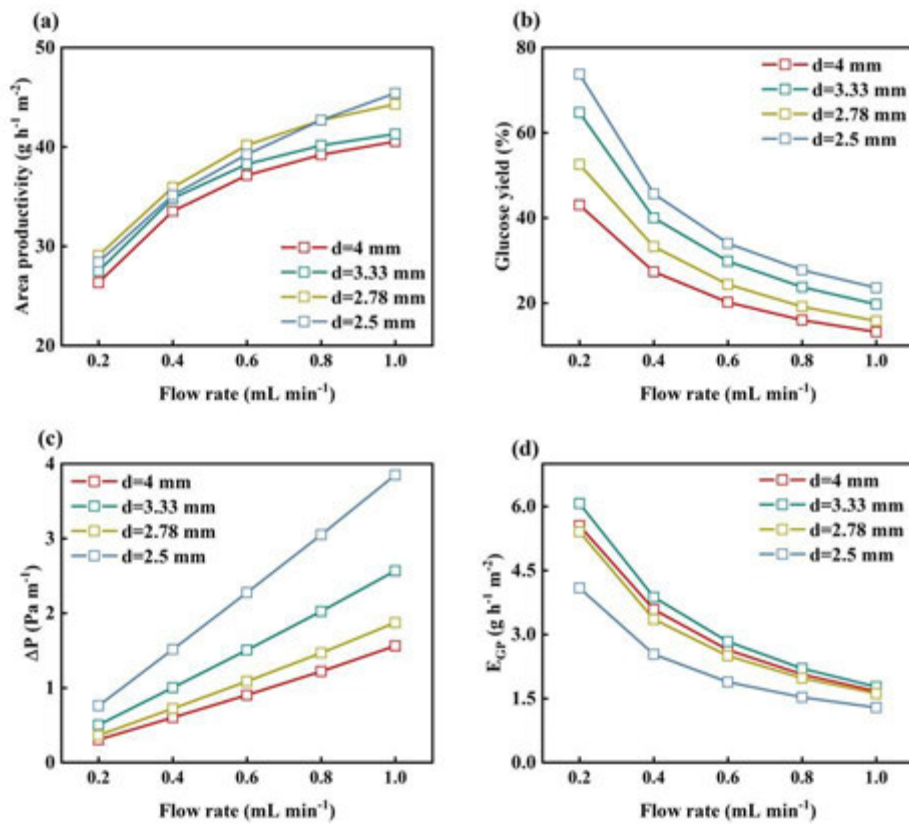 (a)
50
40
30
20
Area productivity (g h⁻¹ m⁻²)
d=4 mm
d=3.33 mm
d=2.78 mm
d=2.5 mm
0.2 0.4 0.6 0.8 1.0
Flow rate (mL min⁻¹)
(b)
80
60
40
20
Glucose yield (%)
d=4 mm
d=3.33 mm
d=2.78 mm
d=2.5 mm
0.2 0.4 0.6 0.8 1.0
Flow rate (mL min⁻¹)
(c)
4
3
2
1
0
ΔP (Pa m⁻¹)
d=4 mm
d=3.33 mm
d=2.78 mm
d=2.5 mm
0.2 0.4 0.6 0.8 1.0
Flow rate (mL min⁻¹)
(d)
6.0
4.5
3.0
1.5
0.0
E_GP (g h⁻¹ m⁻²)
d=4 mm
d=3.33 mm
d=2.78 mm
d=2.5 mm
0.2 0.4 0.6 0.8 1.0
Flow rate (mL min⁻¹)